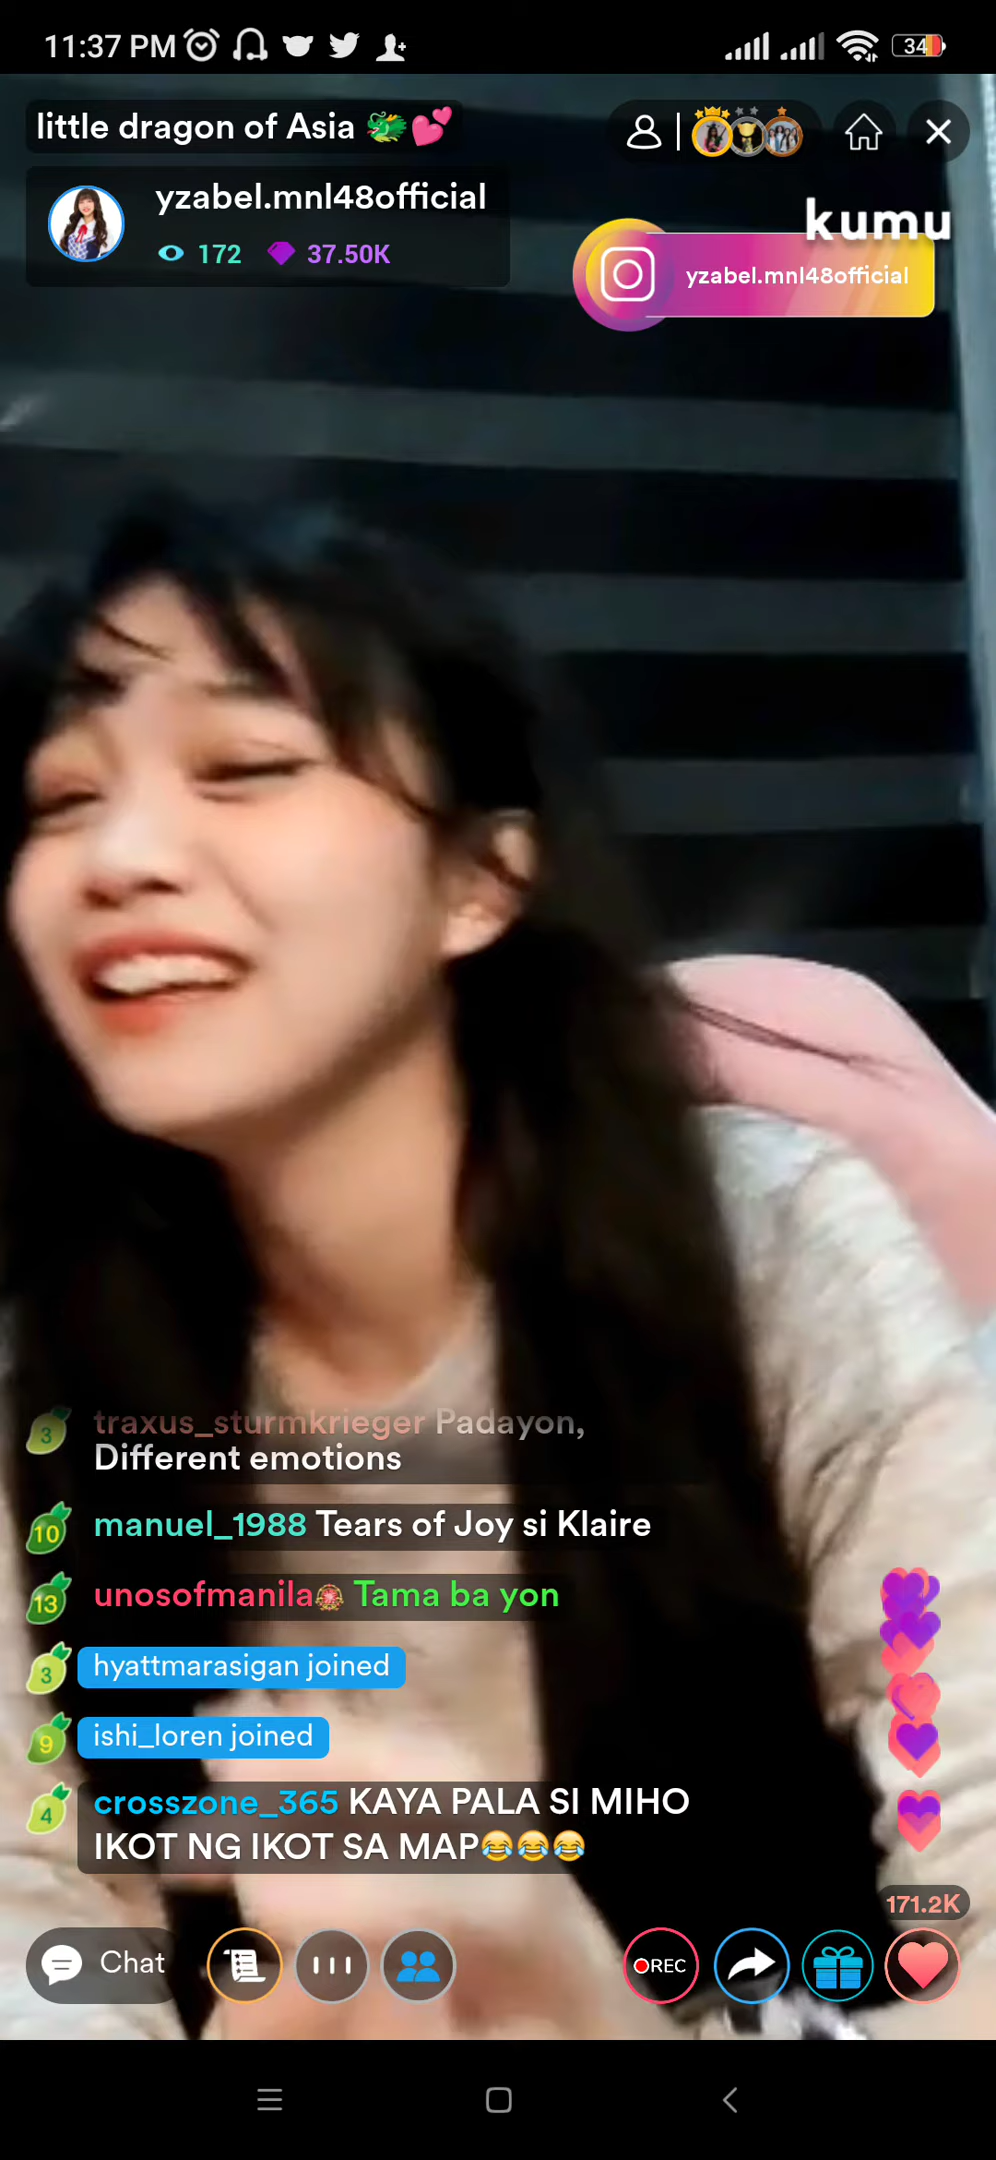 11:37 PM
34
little dragon of Asia 🐲💕
yzabel.mnl48official
172 37.50K
kumu
yzabel.mnl48official
3 traxus_sturmkrieger Padayon,
Different emotions
10 manuel_1988 Tears of Joy si Klaire
13 unosofmanila Tama ba yon
3 hyattmarasigan joined
9 ishi_loren joined
4 crosszone_365 KAYA PALA SI MIHO
IKOT NG IKOT SA MAP😂😂😂
171.2K
Chat
REC